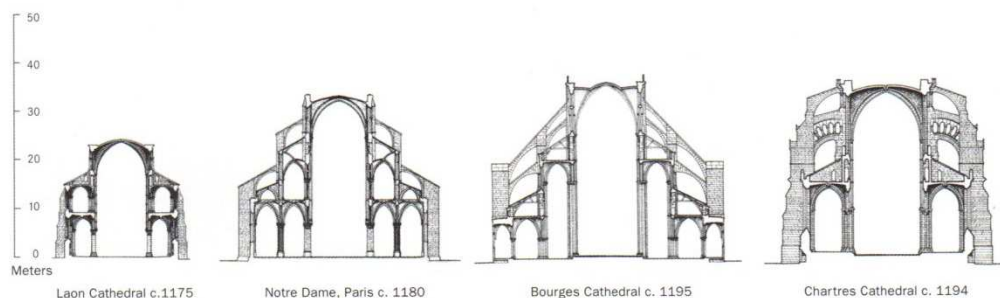 50
40
30
20
10
0
Meters
Laon Cathedral c.1175
Notre Dame, Paris c. 1180
Bourges Cathedral c. 1195
Chartres Cathedral c. 1194